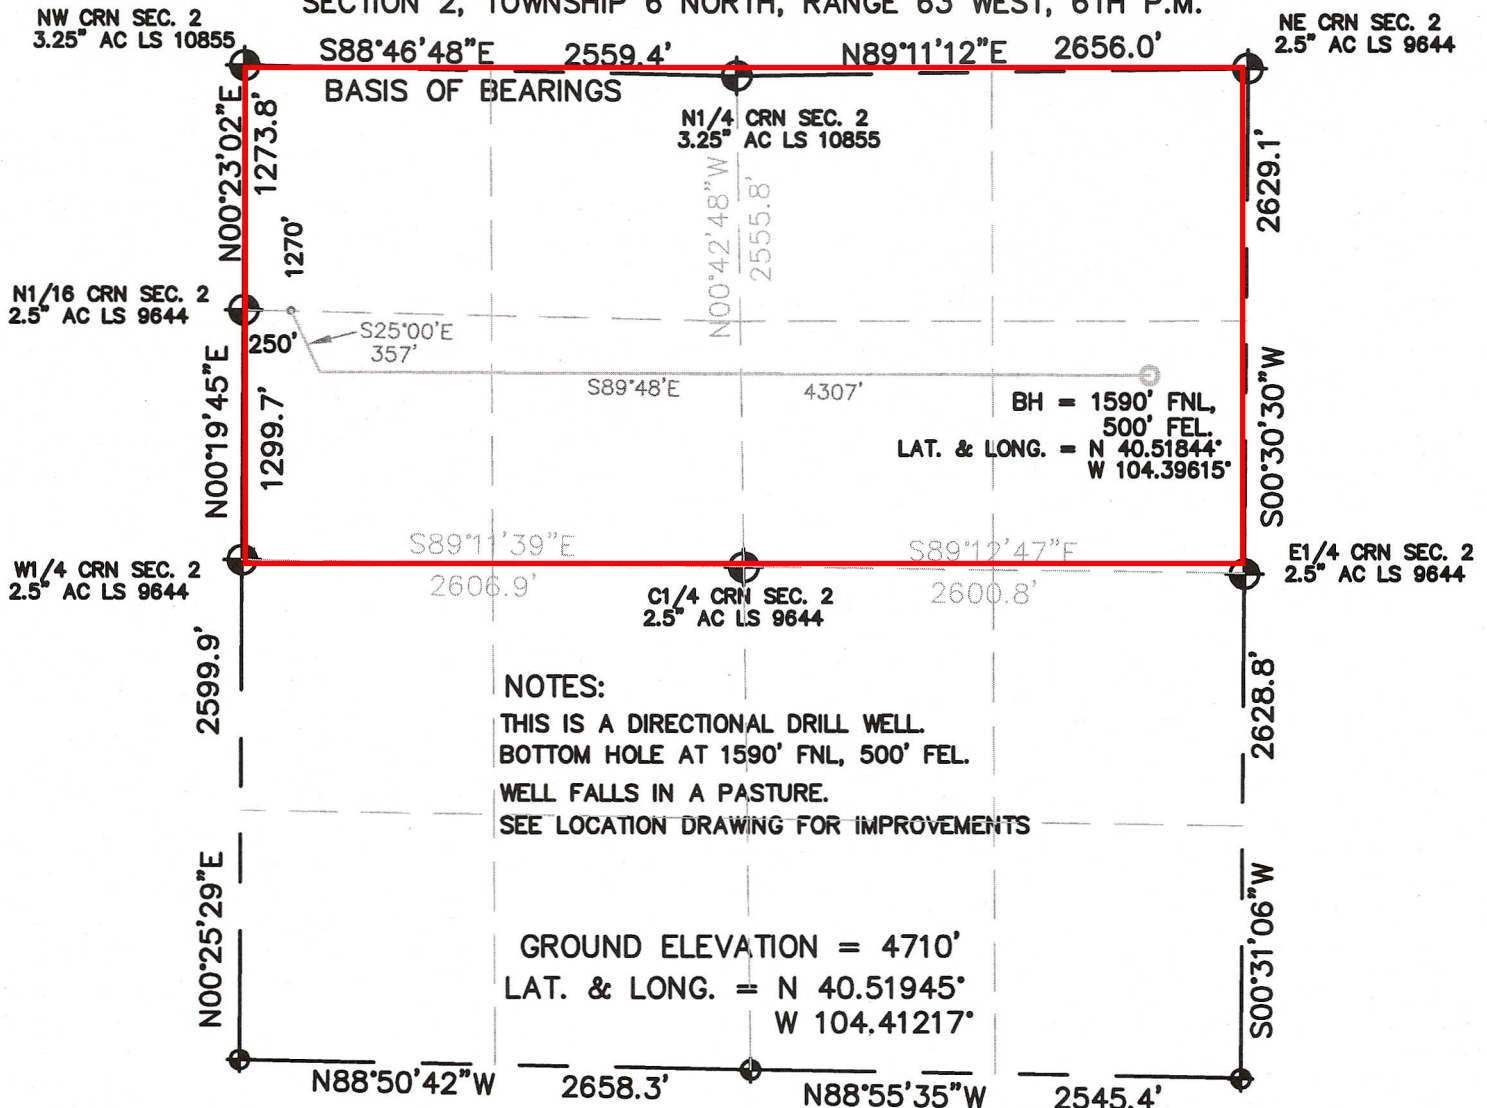 SECTION 2, TOWNSHIP 6 NORTH, RANGE 63 WEST, 6TH P.M.
NW CRN SEC. 2
3.25" AC LS 10855
NE CRN SEC. 2
2.5" AC LS 9644
S88°46'48"E 2559.4'
N89°11'12"E 2656.0'
BASIS OF BEARINGS
N1/4 CRN SEC. 2
3.25" AC LS 10855
N00°23'02"E
1273.8'
N00°42'48"W
2555.8'
2629.1'
1270'
N1/16 CRN SEC. 2
2.5" AC LS 9644
250'
S25°00'E
357'
S89°48'E 4307'
BH = 1590' FNL,
500' FEL.
LAT. & LONG. = N 40.51844°
W 104.39615°
N00°19'45"E
1299.7'
S00°30'30"W
S89°11'39"E
2606.9'
S89°12'47"E
2600.8'
W1/4 CRN SEC. 2
2.5" AC LS 9644
C1/4 CRN SEC. 2
2.5" AC LS 9644
E1/4 CRN SEC. 2
2.5" AC LS 9644
2599.9'
2628.8'
NOTES:
THIS IS A DIRECTIONAL DRILL WELL.
BOTTOM HOLE AT 1590' FNL, 500' FEL.
WELL FALLS IN A PASTURE.
SEE LOCATION DRAWING FOR IMPROVEMENTS
N00°25'29"E
S00°31'06"W
GROUND ELEVATION = 4710'
LAT. & LONG. = N 40.51945°
W 104.41217°
N88°50'42"W 2658.3'
N88°55'35"W 2545.4'